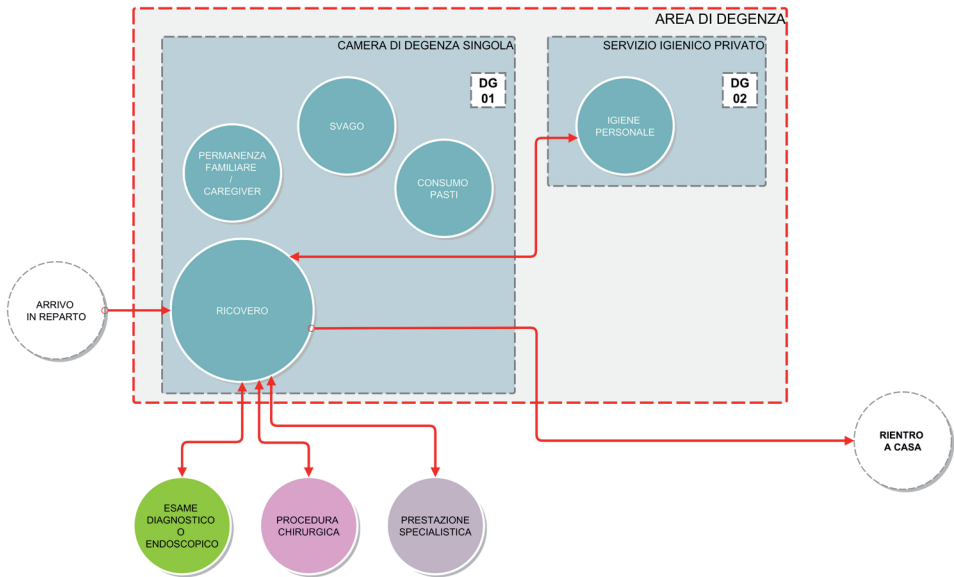 AREA DI DEGENZA
CAMERA DI DEGENZA SINGOLA
SERVIZIO IGIENICO PRIVATO
DG
01
DG
02
SVAGO
IGIENE
PERSONALE
PERMANENZA
FAMILIARE
/
CAREGIVER
CONSUMO
PASTI
ARRIVO
IN REPARTO
RICOVERO
RIENTRO
A CASA
ESAME
DIAGNOSTICO
O
ENDOSCOPICO
PROCEDURA
CHIRURGICA
PRESTAZIONE
SPECIALISTICA